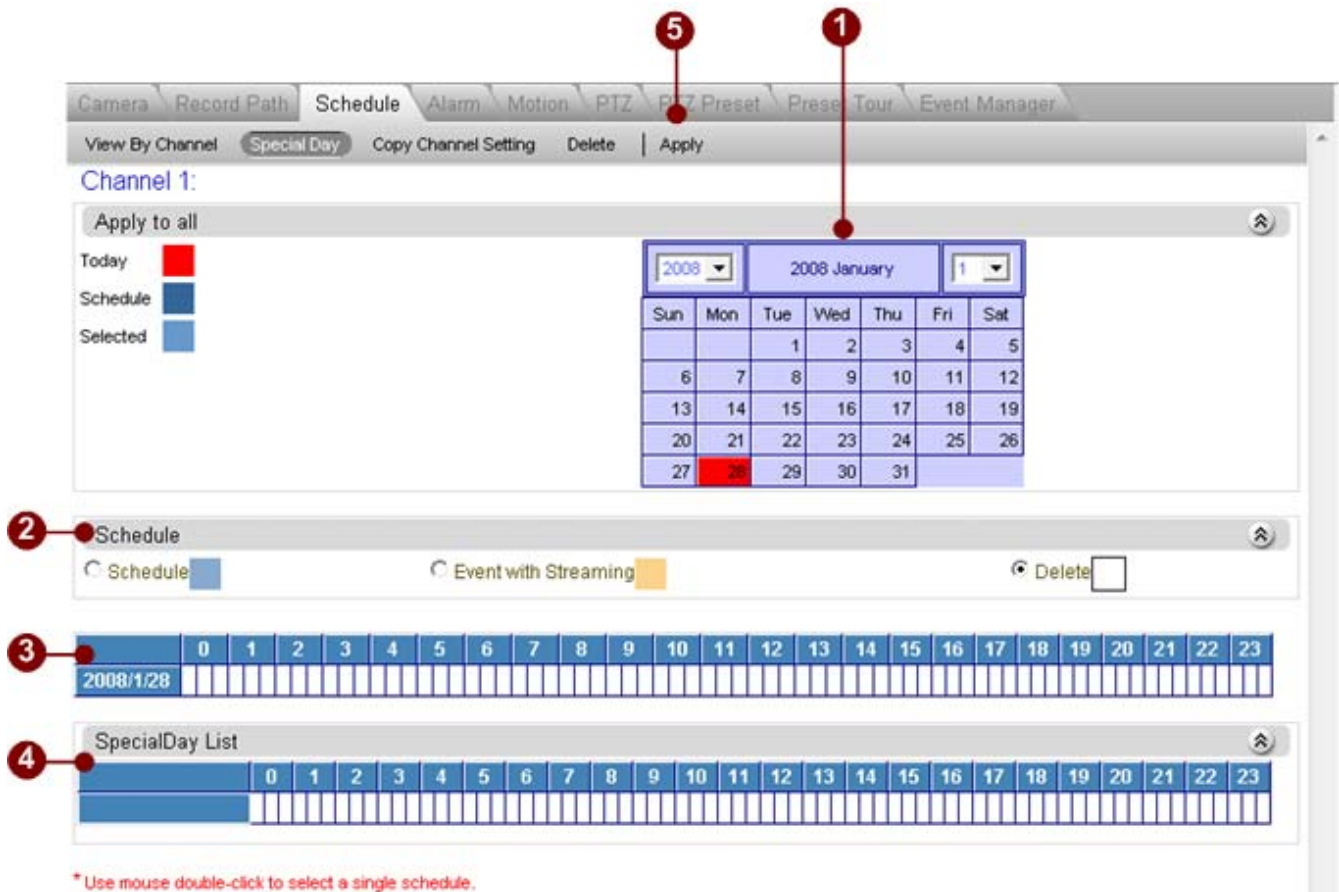 5 1
Camera Record Path Schedule Alarm Motion PTZ PTZ Preset Preset Tour Event Manager
View By Channel Special Day Copy Channel Setting Delete | Apply
Channel 1:
Apply to all
Today
Schedule
Selected
2008 2008 January 1
Sun Mon Tue Wed Thu Fri Sat
1 2 3 4 5
6 7 8 9 10 11 12
13 14 15 16 17 18 19
20 21 22 23 24 25 26
27 28 29 30 31
2 Schedule
Schedule Event with Streaming Delete
3 0 1 2 3 4 5 6 7 8 9 10 11 12 13 14 15 16 17 18 19 20 21 22 23
2008/1/28
SpecialDay List
4 0 1 2 3 4 5 6 7 8 9 10 11 12 13 14 15 16 17 18 19 20 21 22 23
* Use mouse double-click to select a single schedule.